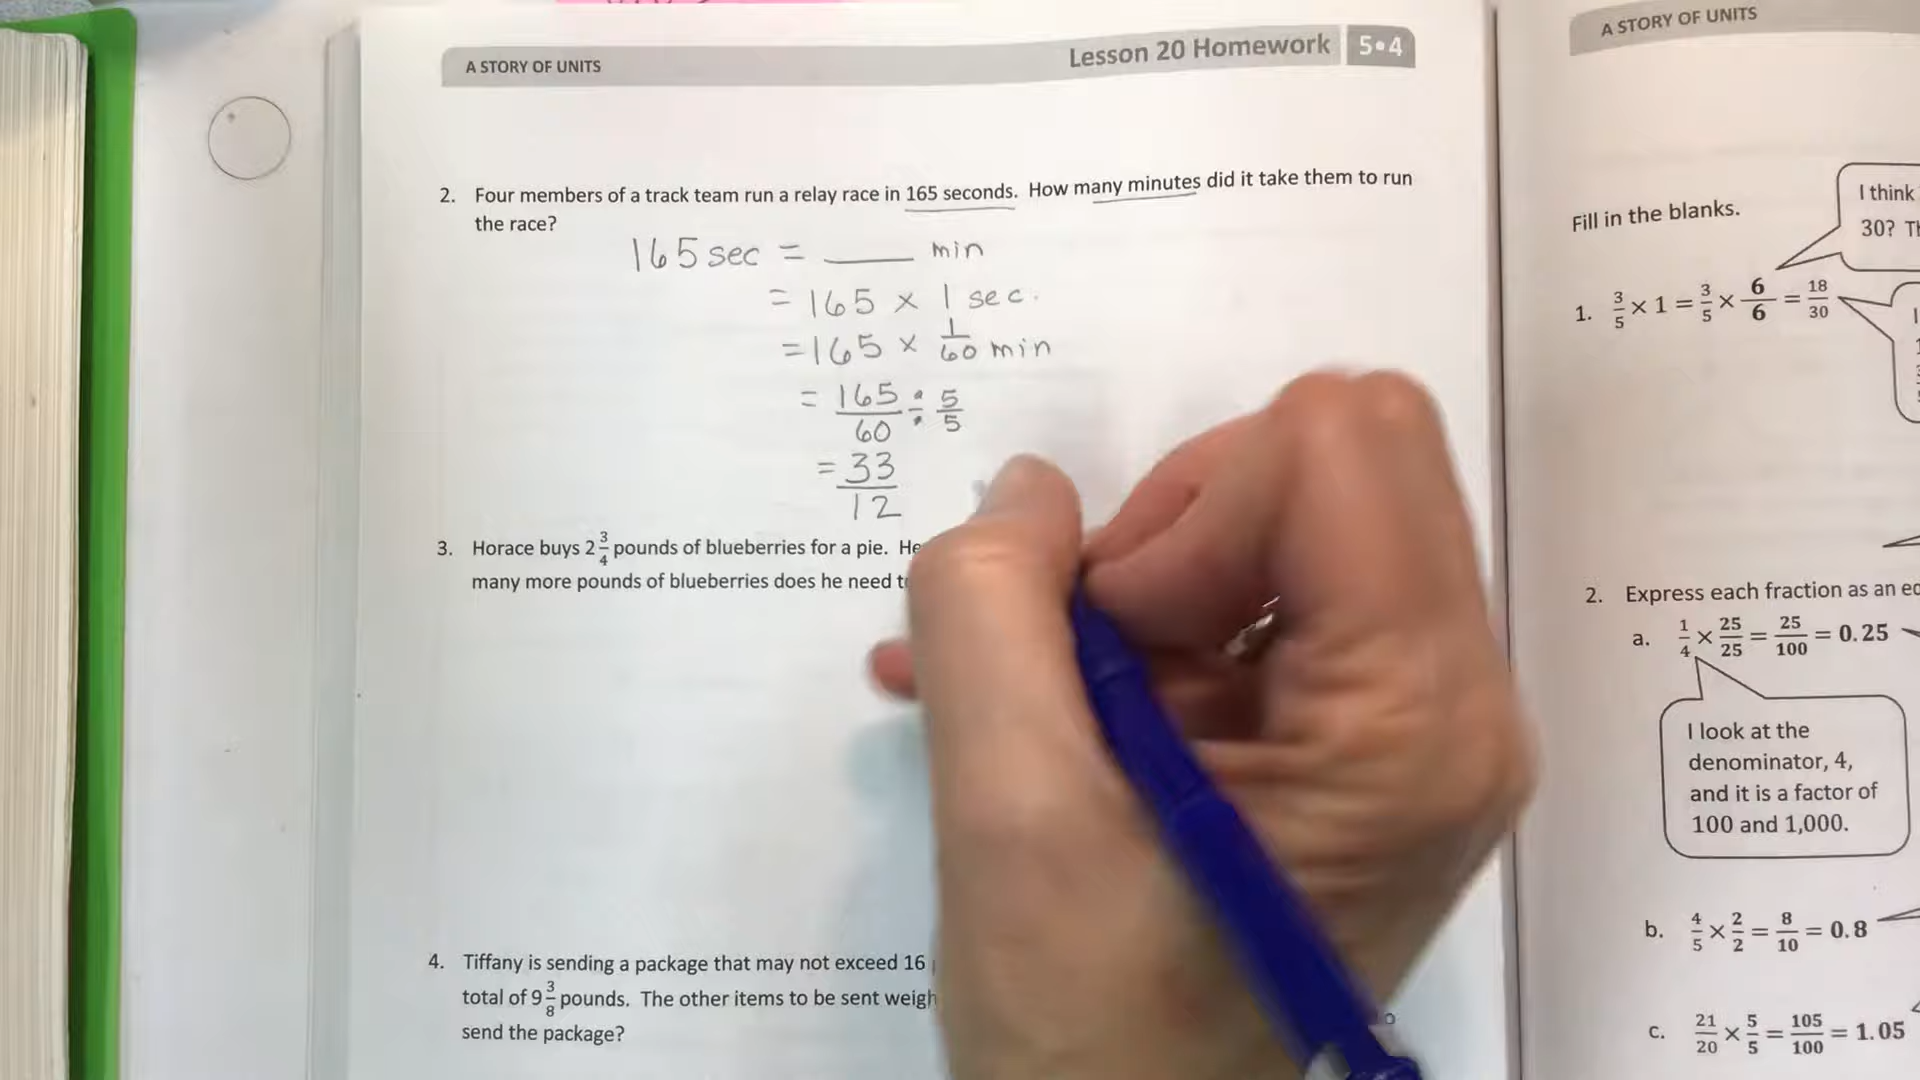 A STORY OF UNITS
Lesson 20 Homework 5•4
2. Four members of a track team run a relay race in 165 seconds. How many minutes did it take them to run
the race?
165 sec = ____ min
= 165 × 1 sec.
= 165 × 1/60 min
= 165/60 ÷ 5/5
= 33/12
3. Horace buys 2 3/4 pounds of blueberries for a pie. He
many more pounds of blueberries does he need
4. Tiffany is sending a package that may not exceed 16
total of 9 3/8 pounds. The other items to be sent
send the package?
A STORY OF UNITS
I think
30?
Fill in the blanks.
1. 3/5 × 1 = 3/5 × 6/6 = 18/30
2. Express each fraction as an
a. 1/4 × 25/25 = 25/100 = 0.25
I look at the
denominator, 4,
and it is a factor of
100 and 1,000.
b. 4/5 × 2/2 = 8/10 = 0.8
c. 21/20 × 5/5 = 105/100 = 1.05